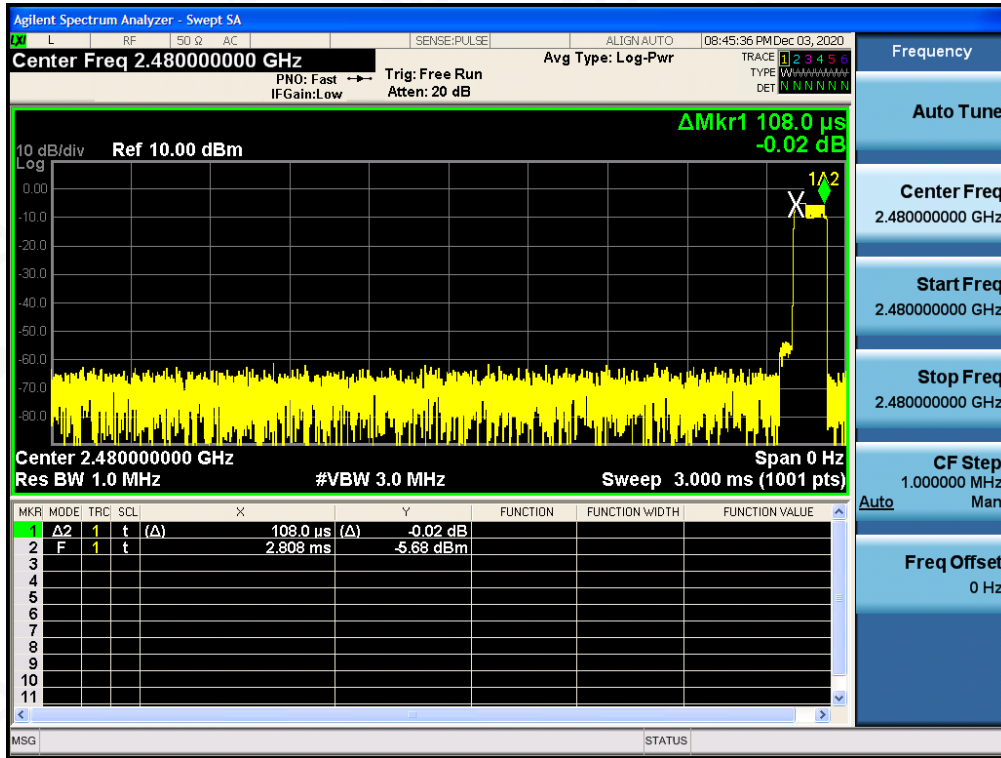 Agilent Spectrum Analyzer - Swept SA
LXI L RF 50 Ω AC SENSE:PULSE ALIGN AUTO 08:45:36 PM Dec 03, 2020
Center Freq 2.480000000 GHz
PNO: Fast
IFGain:Low
Trig: Free Run
Atten: 20 dB
Avg Type: Log-Pwr
TRACE 1 2 3 4 5 6
TYPE W
DET N N N N N N
ΔMkr1 108.0 µs
-0.02 dB
10 dB/div Ref 10.00 dBm
Log
1Δ2
X
0.00
-10.0
-20.0
-30.0
-40.0
-50.0
-60.0
-70.0
-80.0
Center 2.480000000 GHz Span 0 Hz
Res BW 1.0 MHz #VBW 3.0 MHz Sweep 3.000 ms (1001 pts)
MKR MODE TRC SCL X Y FUNCTION FUNCTION WIDTH FUNCTION VALUE
1 Δ2 1 t (Δ) 108.0 µs (Δ) -0.02 dB
2 F 1 t 2.808 ms -5.68 dBm
3
4
5
6
7
8
9
10
11
MSG STATUS
Frequency
Auto Tune
Center Freq
2.480000000 GHz
Start Freq
2.480000000 GHz
Stop Freq
2.480000000 GHz
CF Step
1.000000 MHz
Auto Man
Freq Offset
0 Hz